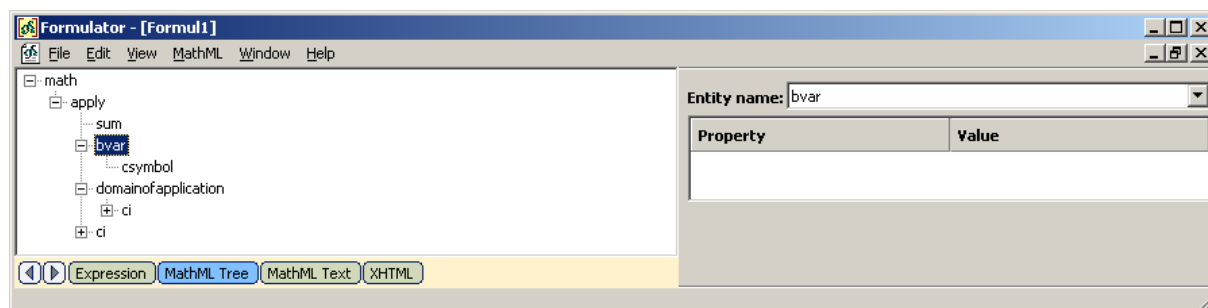 Formulator - [Formul1]
File Edit View MathML Window Help
math
apply
sum
bvar
csymbol
domainofapplication
ci
ci
Entity name: bvar
Property Value
Expression MathML Tree MathML Text XHTML